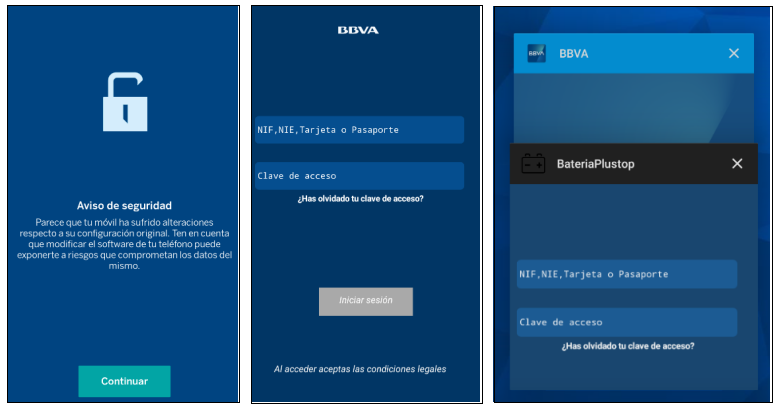 Aviso de seguridad
Parece que tu móvil ha sufrido alteraciones
respecto a su configuración original. Ten en cuenta
que modificar el software de tu teléfono puede
exponerte a riesgos que comprometan los datos del
mismo.
Continuar
BBVA
NIF,NIE,Tarjeta o Pasaporte
Clave de acceso
¿Has olvidado tu clave de acceso?
Iniciar sesión
Al acceder aceptas las condiciones legales
BBVA BBVA
BateriaPlustop
NIF,NIE,Tarjeta o Pasaporte
Clave de acceso
¿Has olvidado tu clave de acceso?